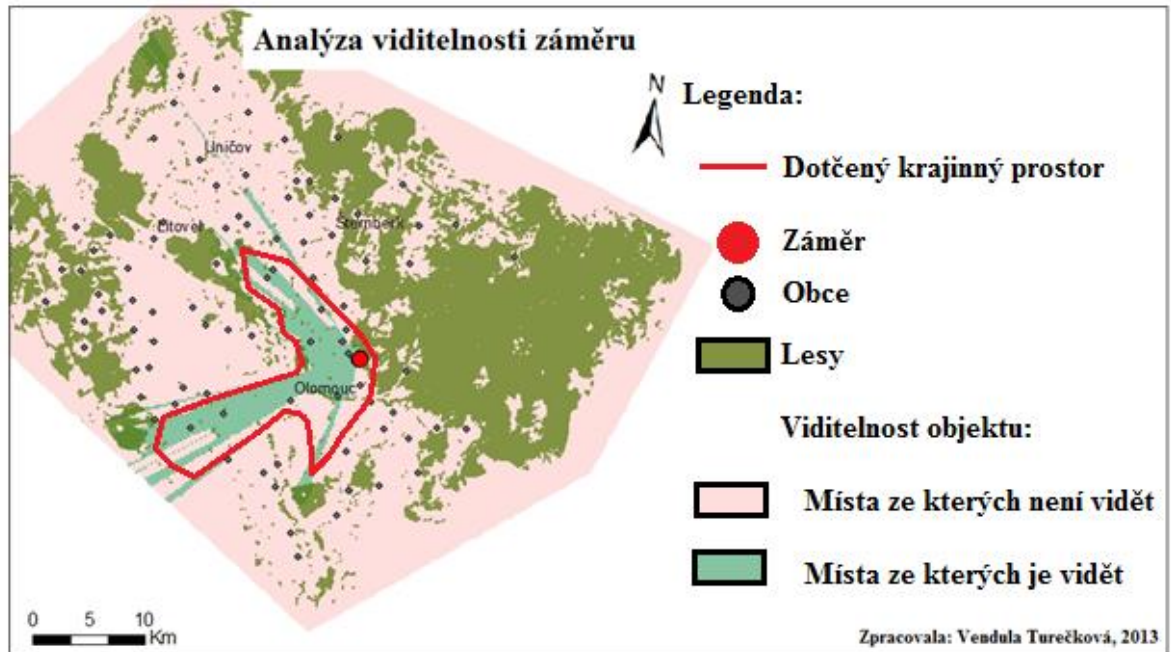 Analýza viditelnosti záměru
N
Legenda:
Dotčený krajinný prostor
Záměr
Obce
Lesy
Viditelnost objektu:
Místa ze kterých není vidět
Místa ze kterých je vidět
Uničov
Litovel
Šternberk
Olomouc
0 5 10
Km
Zpracovala: Vendula Turečková, 2013